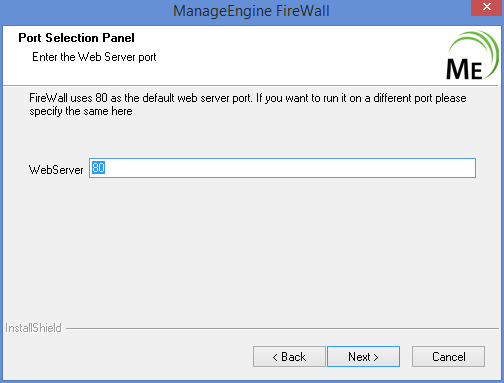 ManageEngine FireWall
Port Selection Panel
Enter the Web Server port
ME
FireWall uses 80 as the default web server port. If you want to run it on a different port please
specify the same here
WebServer 80
InstallShield
< Back Next > Cancel